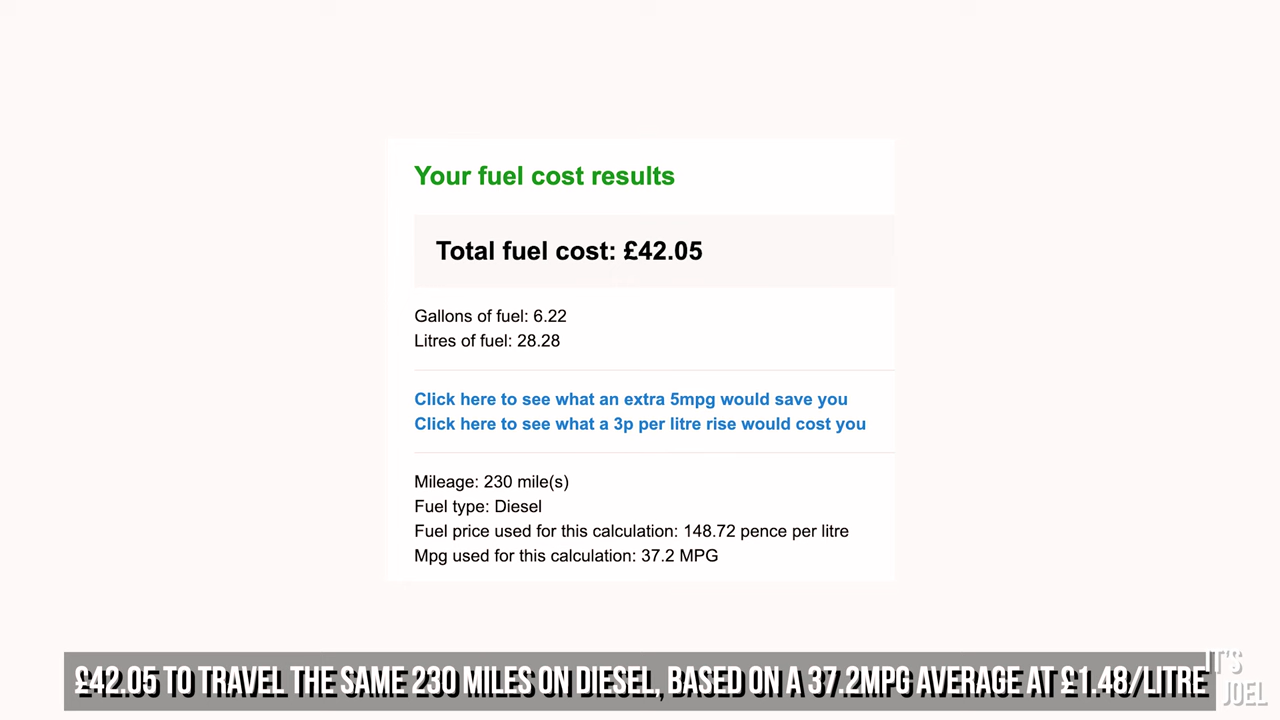 Your fuel cost results
Total fuel cost: £42.05
Gallons of fuel: 6.22
Litres of fuel: 28.28
Click here to see what an extra 5mpg would save you
Click here to see what a 3p per litre rise would cost you
Mileage: 230 mile(s)
Fuel type: Diesel
Fuel price used for this calculation: 148.72 pence per litre
Mpg used for this calculation: 37.2 MPG
£42.05 TO TRAVEL THE SAME 230 MILES ON DIESEL, BASED ON A 37.2MPG AVERAGE AT £1.48/LITRE
IT'S
JOEL